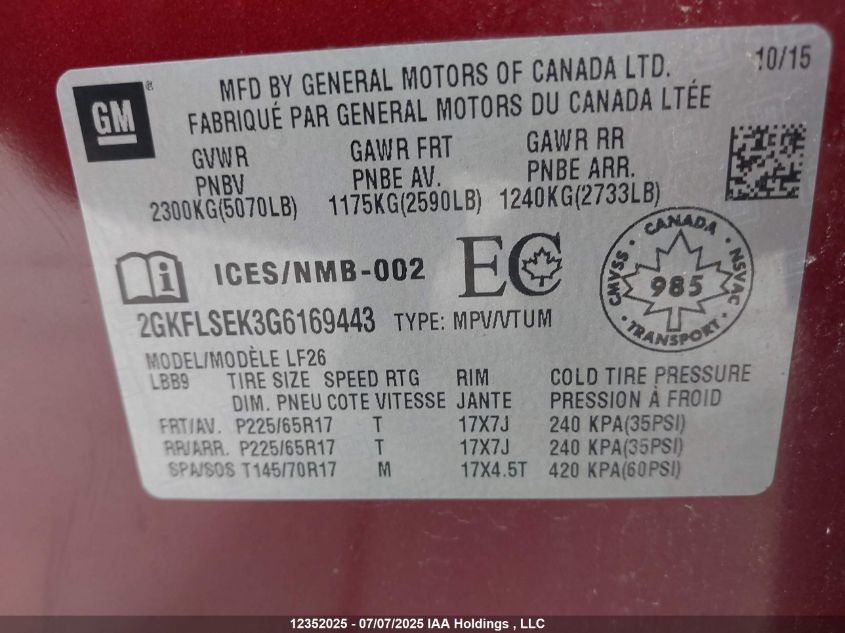 GM
MFD BY GENERAL MOTORS OF CANADA LTD.
10/15
FABRIQUÉ PAR GENERAL MOTORS DU CANADA LTÉE
GVWR GAWR FRT GAWR RR
PNBV PNBE AV. PNBE ARR.
2300KG(5070LB) 1175KG(2590LB) 1240KG(2733LB)
i ICES/NMB-002 EC
CANADA
CMVSS 985 NSVAC
TRANSPORT
2GKFLSEK3G6169443 TYPE: MPV/VTUM
MODEL/MODÈLE LF26
LBB9 TIRE SIZE SPEED RTG RIM COLD TIRE PRESSURE
DIM. PNEU COTE VITESSE JANTE PRESSION À FROID
FRT/AV. P225/65R17 T 17X7J 240 KPA(35PSI)
RR/ARR. P225/65R17 T 17X7J 240 KPA(35PSI)
SPA/SOS T145/70R17 M 17X4.5T 420 KPA(60PSI)
12352025 - 07/07/2025 IAA Holdings , LLC